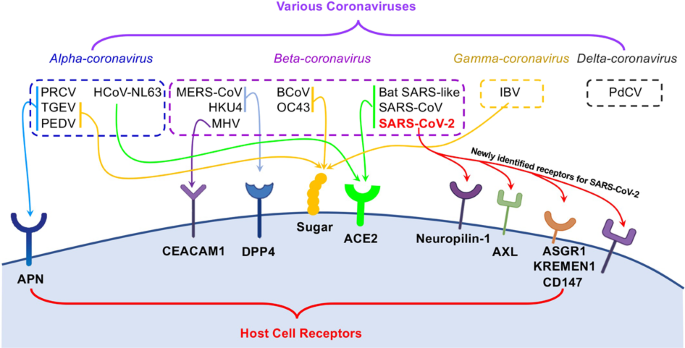 Various Coronaviruses
Alpha-coronavirus
Beta-coronavirus
Gamma-coronavirus
Delta-coronavirus
PRCV
TGEV
PEDV
HCoV-NL63
MERS-CoV
HKU4
MHV
BCoV
OC43
Bat SARS-like
SARS-CoV
SARS-CoV-2
IBV
PdCV
Newly identified receptors for SARS-CoV-2
APN
CEACAM1
DPP4
Sugar
ACE2
Neuropilin-1
AXL
ASGR1
KREMEN1
CD147
Host Cell Receptors